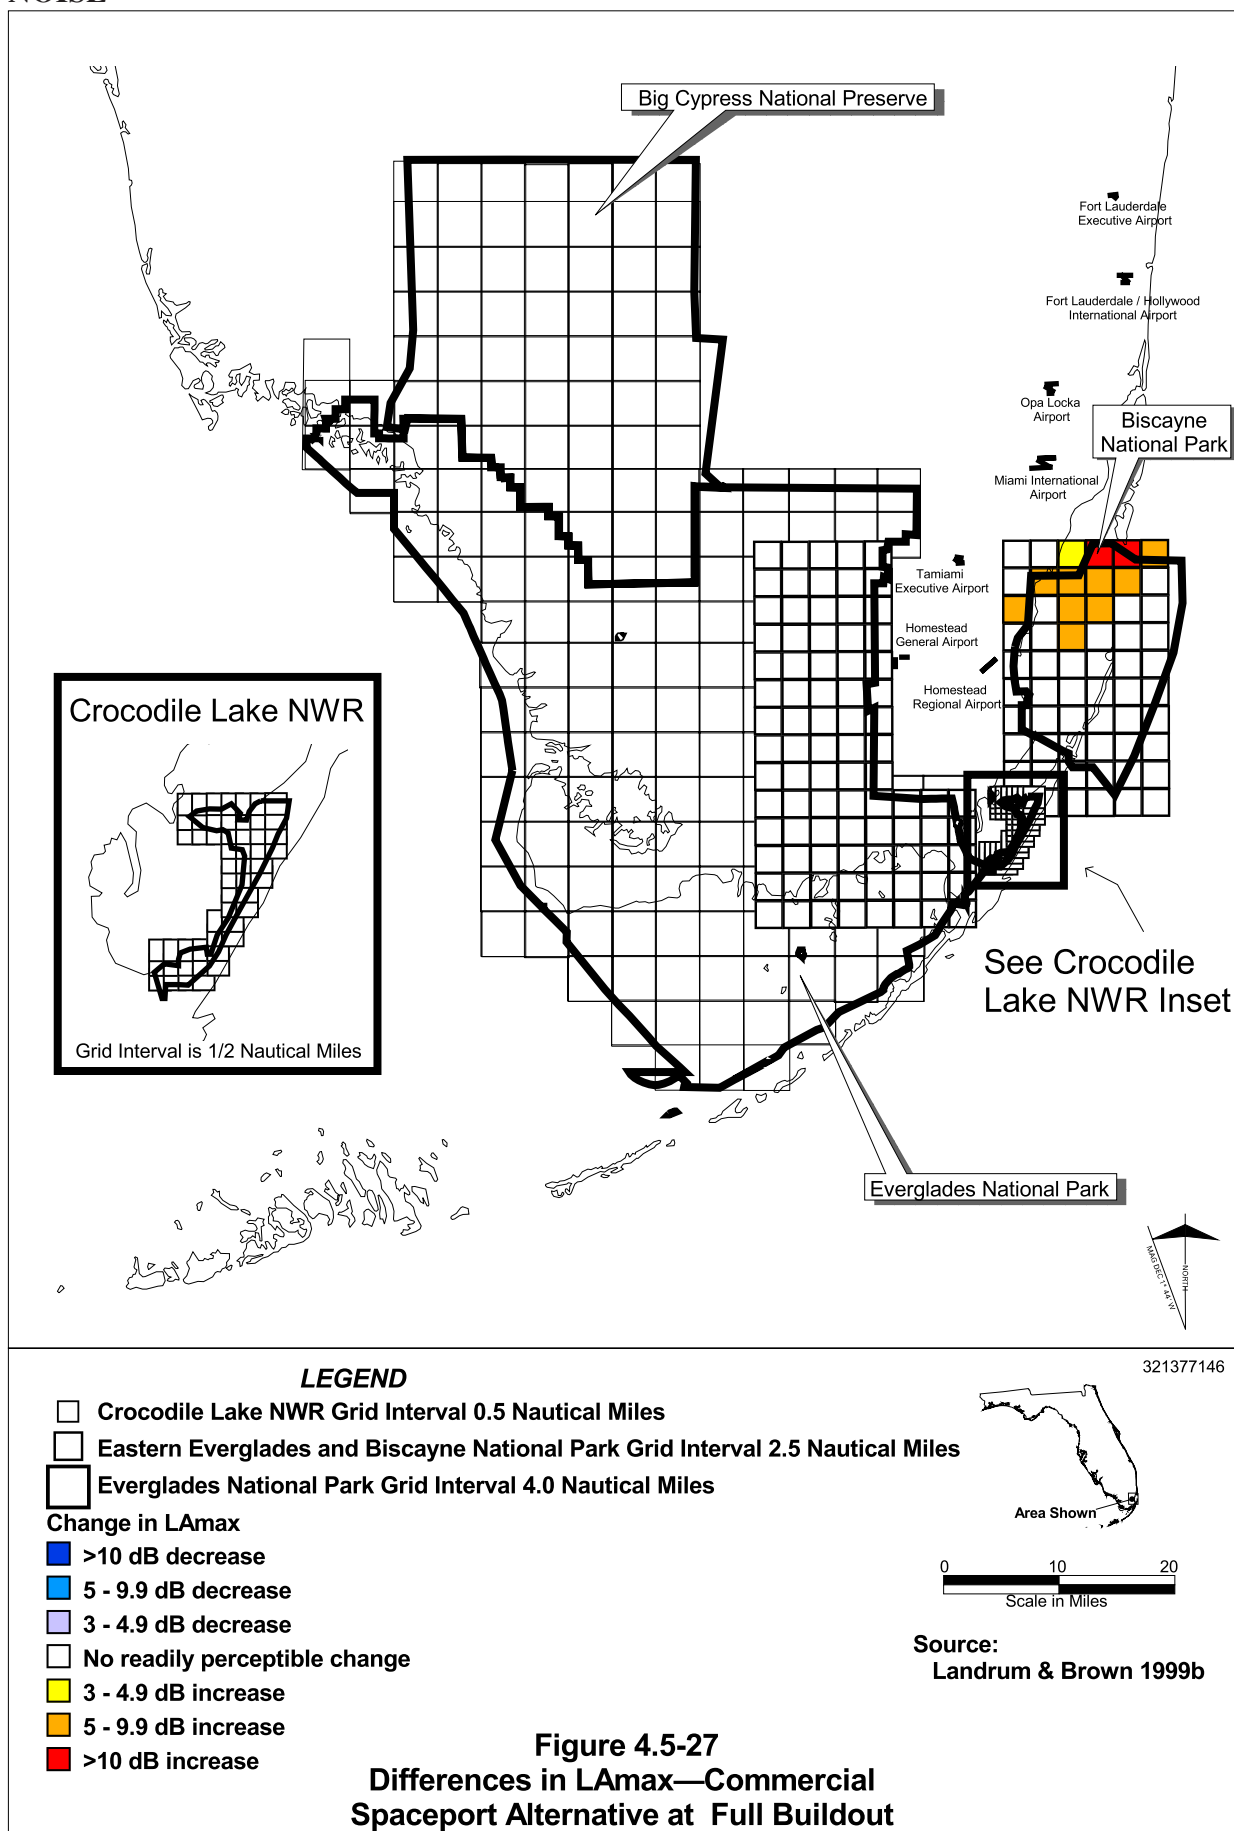 NOISE
Big Cypress National Preserve
Fort Lauderdale
Executive Airport
Fort Lauderdale / Hollywood
International Airport
Opa Locka
Airport
Biscayne
National Park
Miami International
Airport
Tamiami
Executive Airport
Homestead
General Airport
Homestead
Regional Airport
Crocodile Lake NWR
Grid Interval is 1/2 Nautical Miles
See Crocodile
Lake NWR Inset
Everglades National Park
MAG DEC 1° 44' W
NORTH
321377146
LEGEND
Crocodile Lake NWR Grid Interval 0.5 Nautical Miles
Eastern Everglades and Biscayne National Park Grid Interval 2.5 Nautical Miles
Everglades National Park Grid Interval 4.0 Nautical Miles
Change in LAmax
>10 dB decrease
5 - 9.9 dB decrease
3 - 4.9 dB decrease
No readily perceptible change
3 - 4.9 dB increase
5 - 9.9 dB increase
>10 dB increase
Area Shown
0 10 20
Scale in Miles
Source:
Landrum & Brown 1999b
Figure 4.5-27
Differences in LAmax—Commercial
Spaceport Alternative at Full Buildout